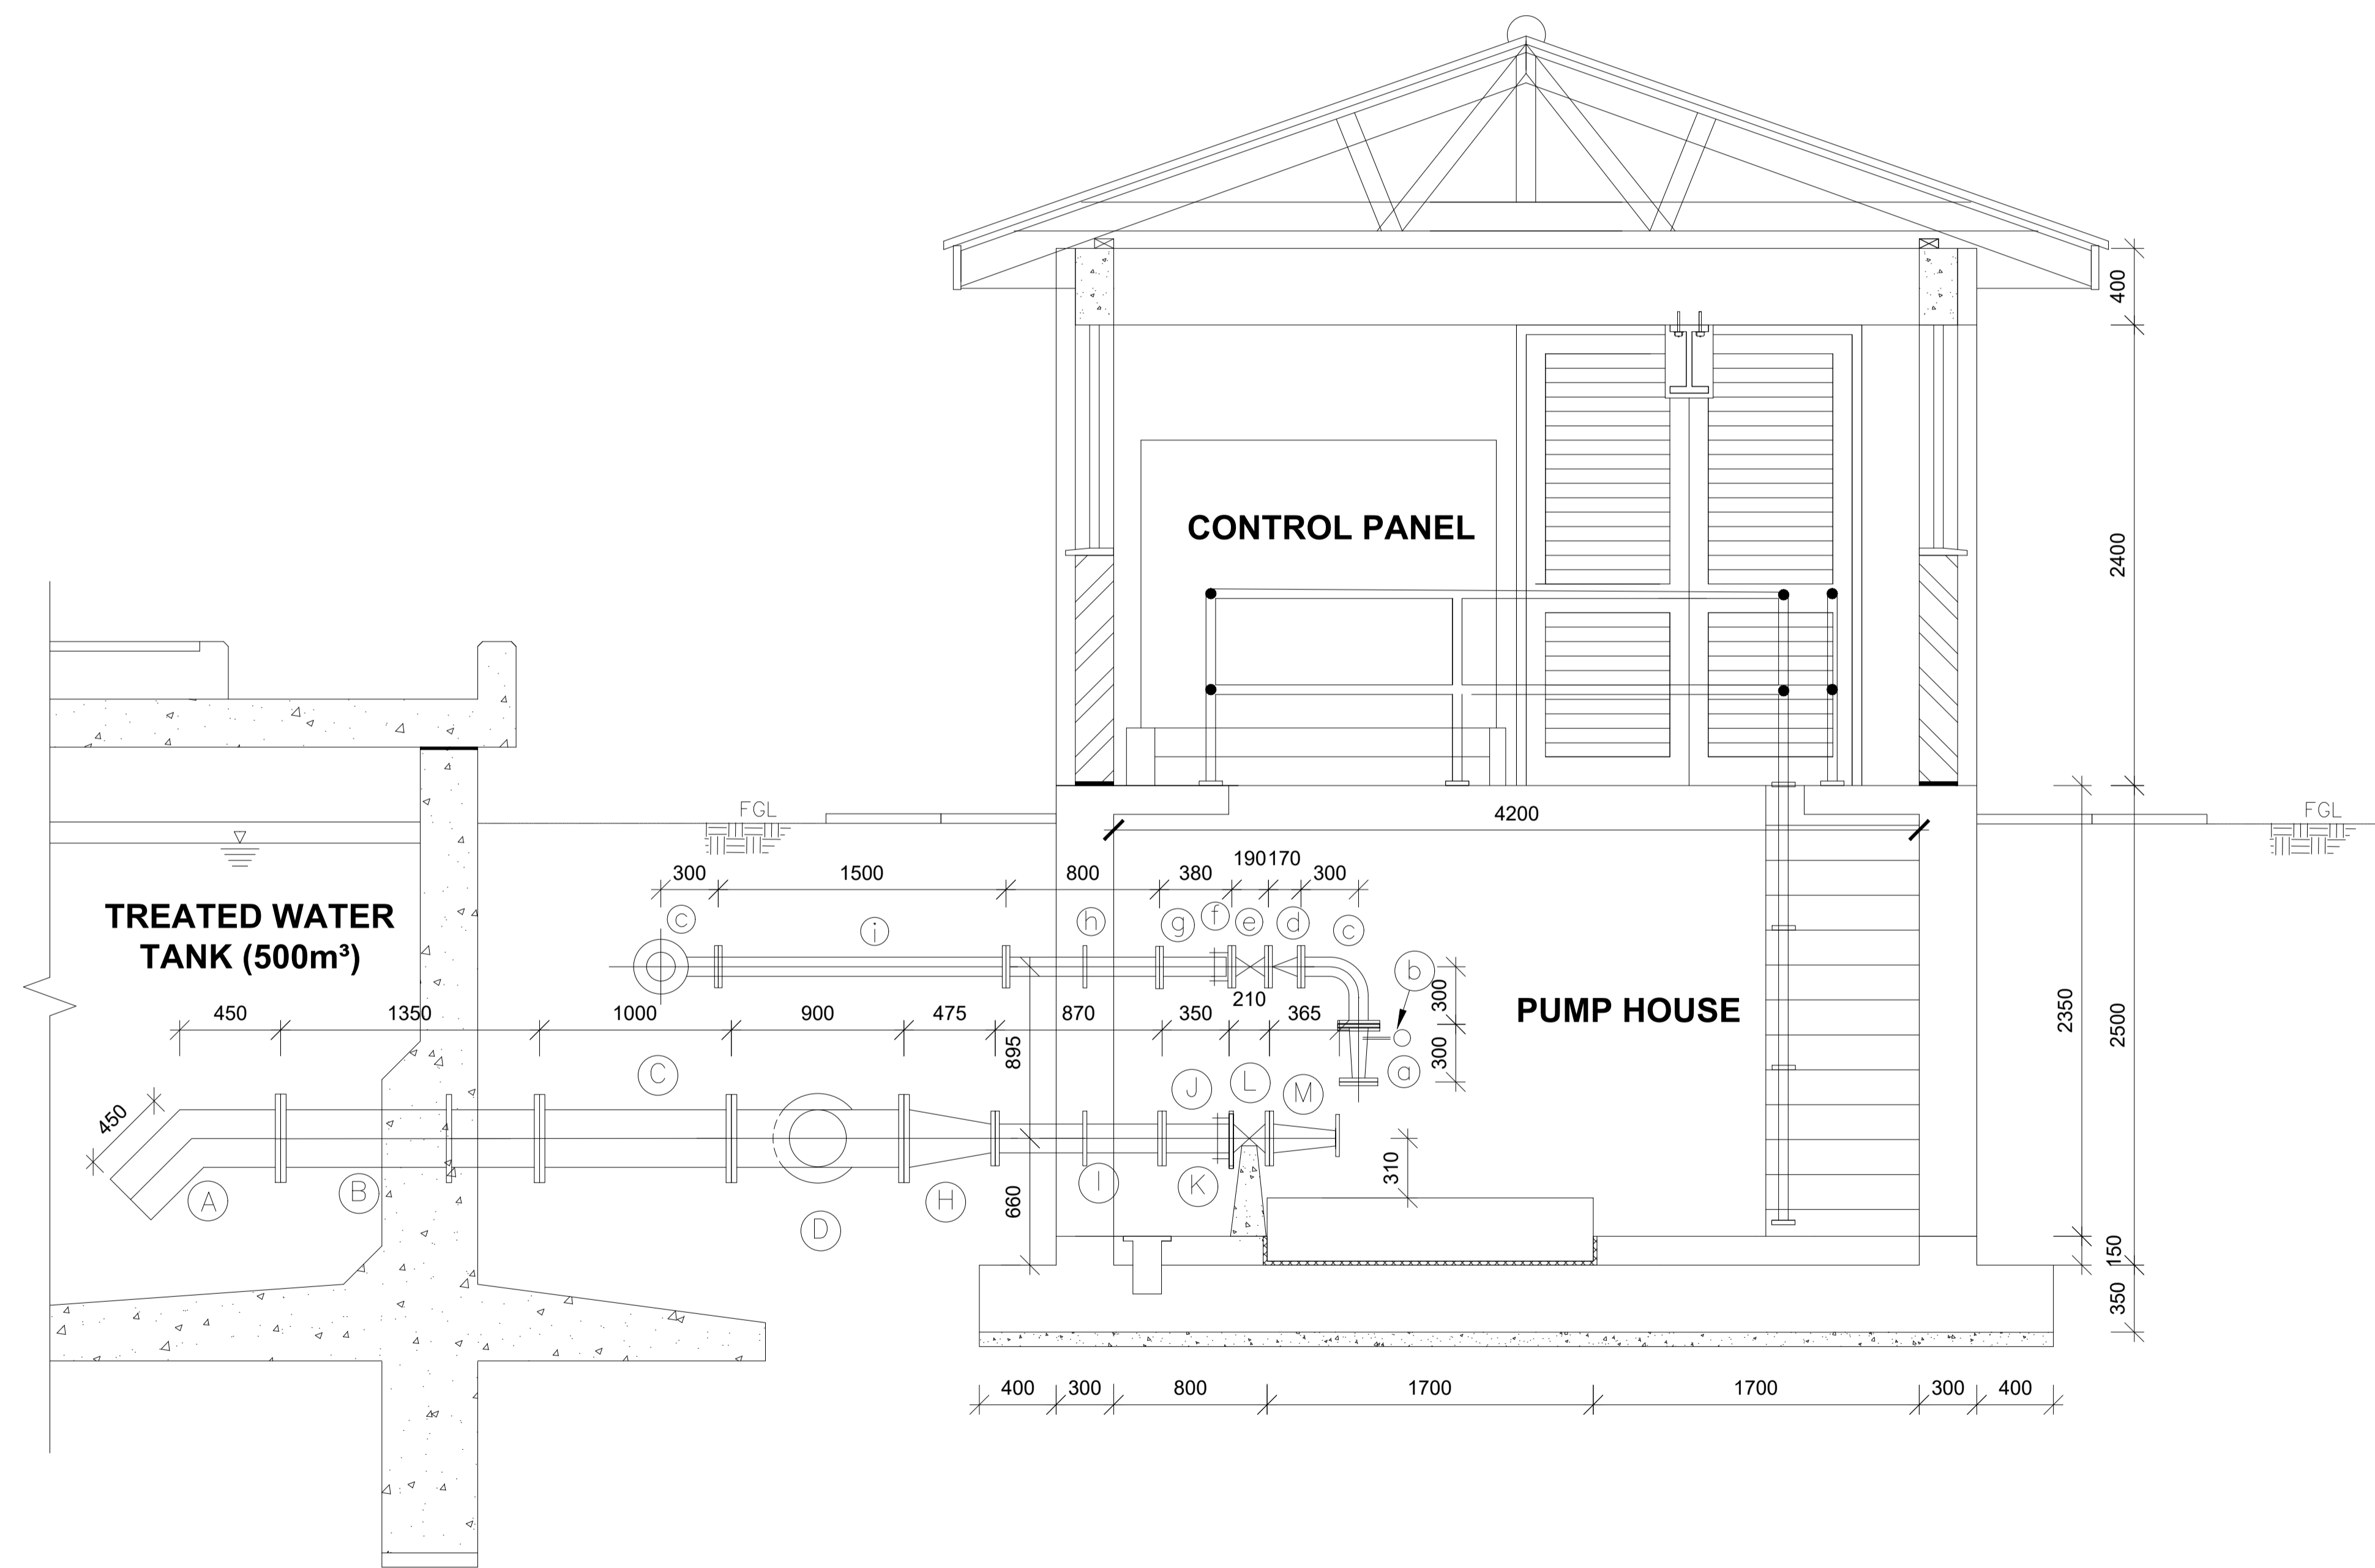 400
CONTROL PANEL
2400
FGL
FGL
4200
190 170
300
1500
800
380
300
TREATED WATER
TANK (500m³)
c
i
h
g
f
e
d
c
b
300
PUMP HOUSE
2350
2500
450
1350
1000
900
475
870
350
210
365
895
300
a
C
J
L
M
450
A
B
H
I
K
D
660
310
150
350
400
300
800
1700
1700
300
400